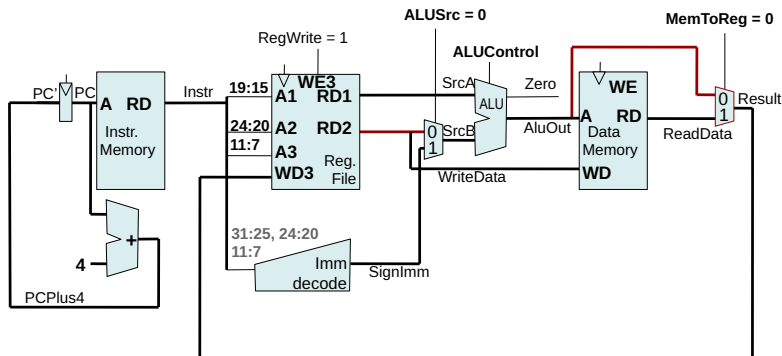 ALUSrc = 0
MemToReg = 0
RegWrite = 1
ALUControl
PC'
PC
A RD
Instr.
Memory
Instr
19:15
24:20
11:7
WE3
A1
RD1
A2
RD2
A3
Reg.
File
WD3
0
1
SrcA
SrcB
ALU
Zero
AluOut
WriteData
WE
A
RD
Data
Memory
WD
ReadData
0
1
Result
+
4
PCPlus4
31:25, 24:20
11:7
Imm
decode
SignImm